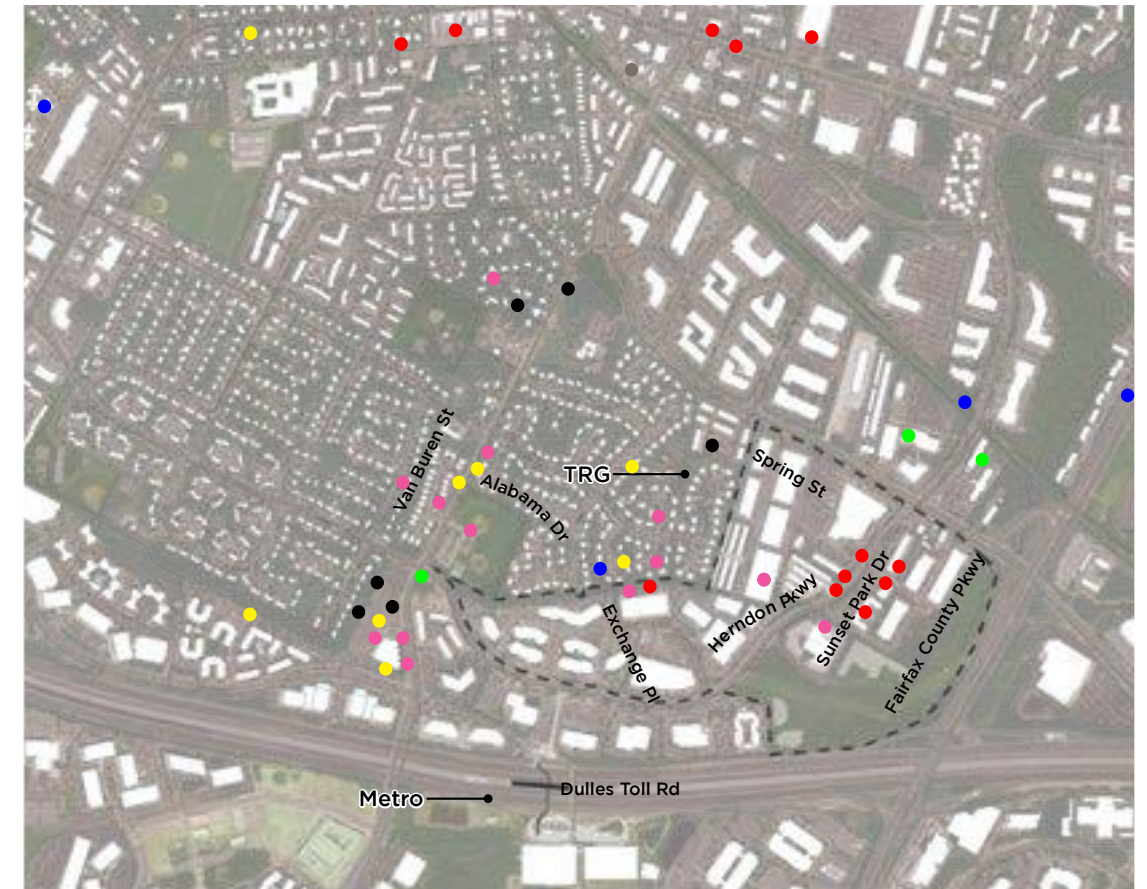 Van Buren St
Alabama Dr
TRG
Spring St
Herndon Pkwy
Sunset Park Dr
Fairfax County Pkwy
Exchange Pl
Dulles Toll Rd
Metro